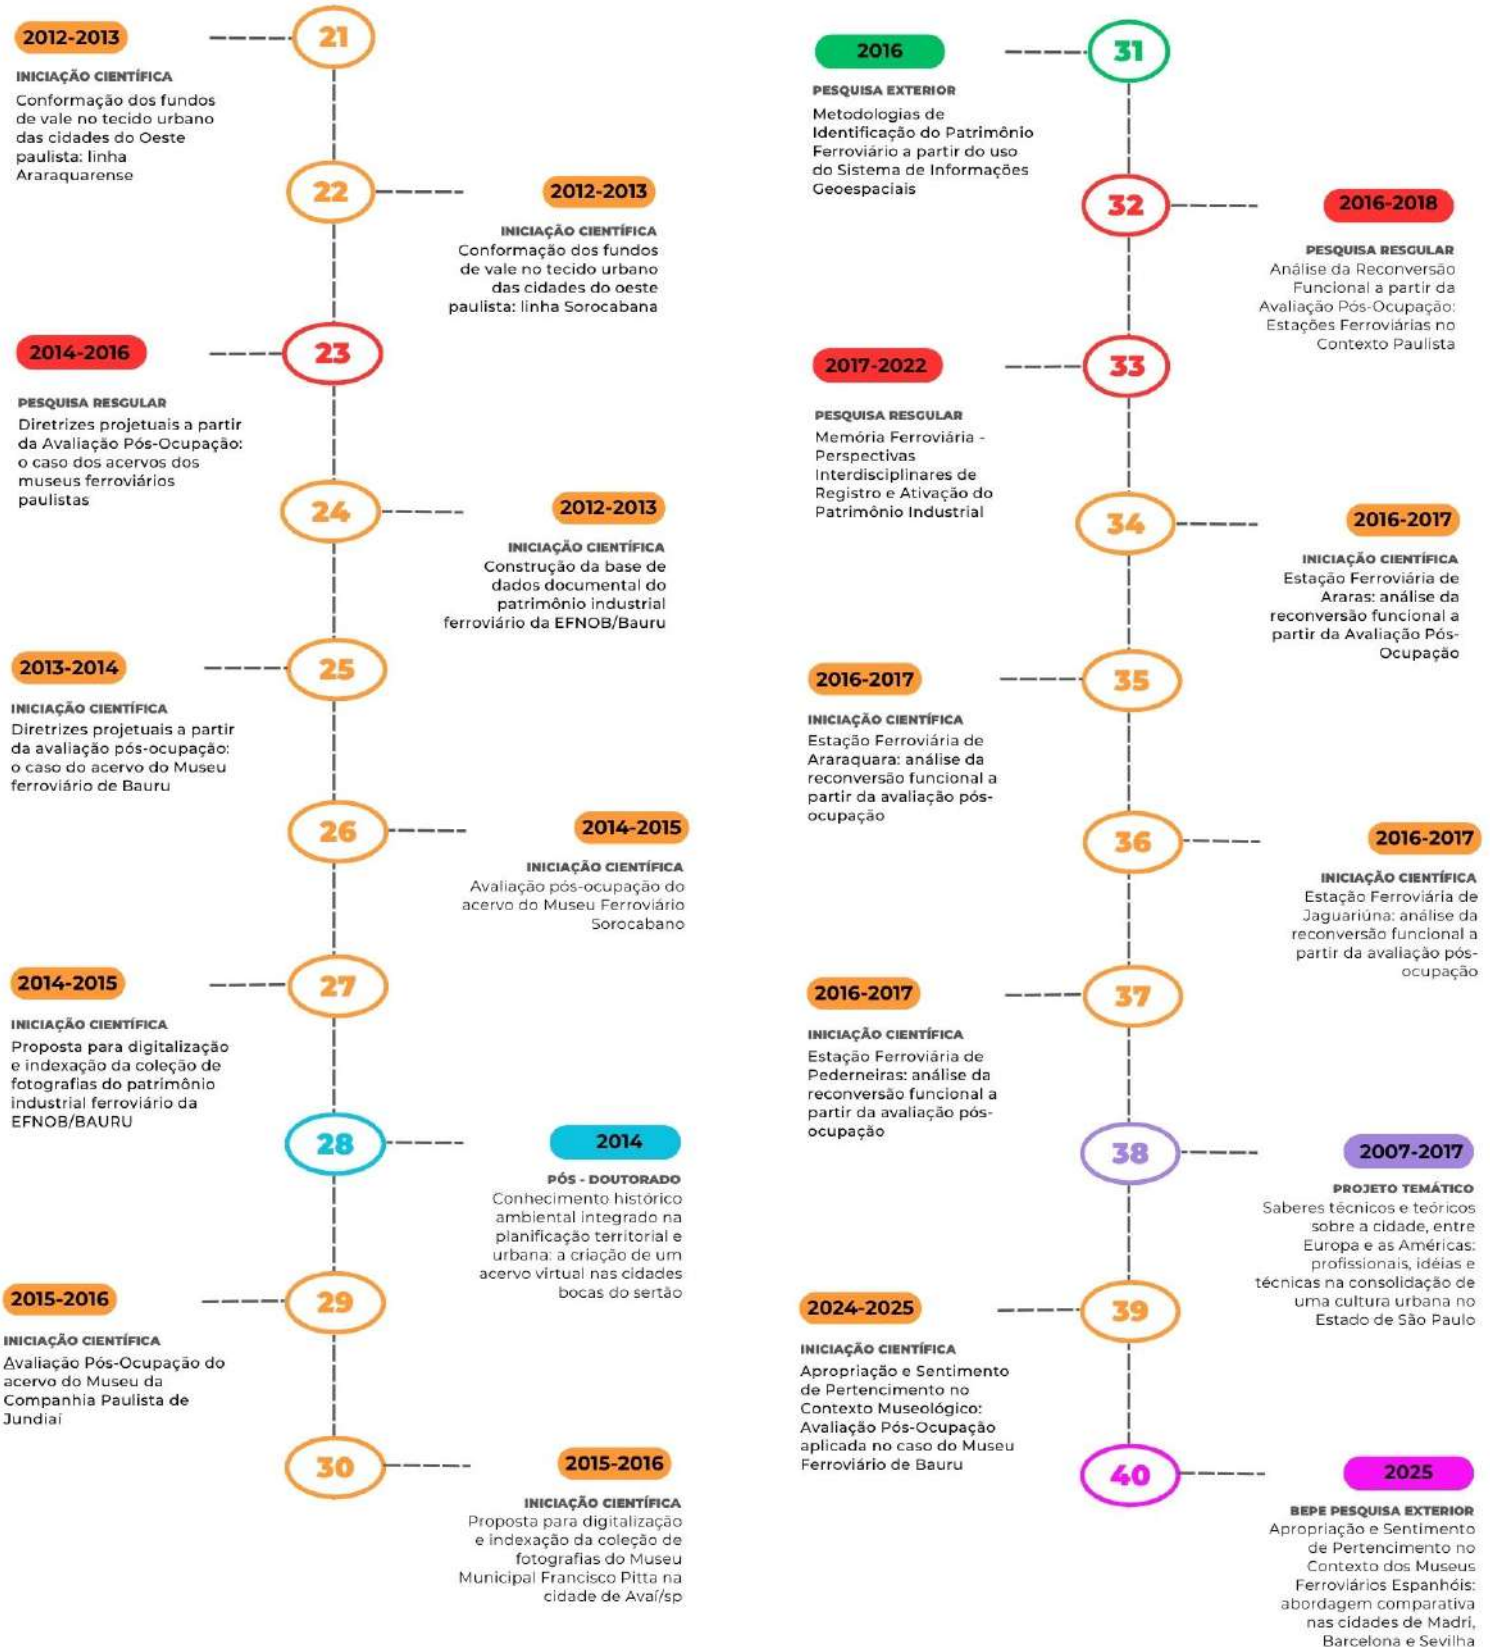 21
2012-2013
INICIAÇÃO CIENTÍFICA
Conformação dos fundos
de vale no tecido urbano
das cidades do Oeste
paulista: linha
Araraquarense
22
2012-2013
INICIAÇÃO CIENTÍFICA
Conformação dos fundos
de vale no tecido urbano
das cidades do oeste
paulista: linha Sorocabana
23
2014-2016
PESQUISA RESGULAR
Diretrizes projetuais a partir
da Avaliação Pós-Ocupação:
o caso dos acervos dos
museus ferroviários
paulistas
24
2012-2013
INICIAÇÃO CIENTÍFICA
Construção da base de
dados documental do
patrimônio industrial
ferroviário da EFNOB/Bauru
25
2013-2014
INICIAÇÃO CIENTÍFICA
Diretrizes projetuais a partir
da avaliação pós-ocupação:
o caso do acervo do Museu
ferroviário de Bauru
26
2014-2015
INICIAÇÃO CIENTÍFICA
Avaliação pós-ocupação do
acervo do Museu Ferroviário
Sorocabano
27
2014-2015
INICIAÇÃO CIENTÍFICA
Proposta para digitalização
e indexação da coleção de
fotografias do patrimônio
industrial ferroviário da
EFNOB/BAURU
28
2014
PÓS - DOUTORADO
Conhecimento histórico
ambiental integrado na
planificação territorial e
urbana: a criação de um
acervo virtual nas cidades
bocas do sertão
29
2015-2016
INICIAÇÃO CIENTÍFICA
Avaliação Pós-Ocupação do
acervo do Museu da
Companhia Paulista de
Jundiaí
30
2015-2016
INICIAÇÃO CIENTÍFICA
Proposta para digitalização
e indexação da coleção de
fotografias do Museu
Municipal Francisco Pitta na
cidade de Avaí/sp
31
2016
PESQUISA EXTERIOR
Metodologias de
Identificação do Patrimônio
Ferroviário a partir do uso
do Sistema de Informações
Geoespaciais
32
2016-2018
PESQUISA RESGULAR
Análise da Reconversão
Funcional a partir da
Avaliação Pós-Ocupação:
Estações Ferroviárias no
Contexto Paulista
33
2017-2022
PESQUISA RESGULAR
Memória Ferroviária -
Perspectivas
Interdisciplinares de
Registro e Ativação do
Patrimônio Industrial
34
2016-2017
INICIAÇÃO CIENTÍFICA
Estação Ferroviária de
Araras: análise da
reconversão funcional a
partir da Avaliação Pós-
Ocupação
35
2016-2017
INICIAÇÃO CIENTÍFICA
Estação Ferroviária de
Araraquara: análise da
reconversão funcional a
partir da avaliação pós-
ocupação
36
2016-2017
INICIAÇÃO CIENTÍFICA
Estação Ferroviária de
Jaguariúna: análise da
reconversão funcional a
partir da avaliação pós-
ocupação
37
2016-2017
INICIAÇÃO CIENTÍFICA
Estação Ferroviária de
Pederneiras: análise da
reconversão funcional a
partir da avaliação pós-
ocupação
38
2007-2017
PROJETO TEMÁTICO
Saberes técnicos e teóricos
sobre a cidade, entre
Europa e as Américas:
profissionais, idéias e
técnicas na consolidação de
uma cultura urbana no
Estado de São Paulo
39
2024-2025
INICIAÇÃO CIENTÍFICA
Apropriação e Sentimento
de Pertencimento no
Contexto Museológico:
Avaliação Pós-Ocupação
aplicada no caso do Museu
Ferroviário de Bauru
40
2025
BEPE PESQUISA EXTERIOR
Apropriação e Sentimento
de Pertencimento no
Contexto dos Museus
Ferroviários Espanhóis:
abordagem comparativa
nas cidades de Madri,
Barcelona e Sevilha